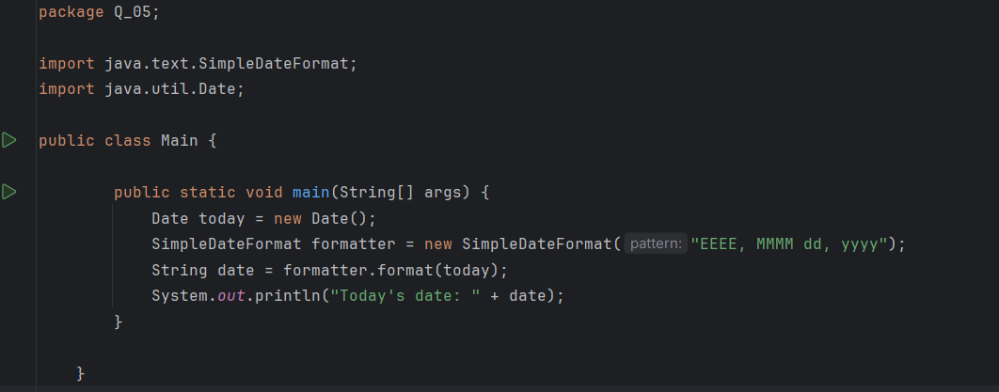 package Q_05;
import java.text.SimpleDateFormat;
import java.util.Date;
public class Main {
public static void main(String[] args) {
Date today = new Date();
SimpleDateFormat formatter = new SimpleDateFormat( pattern: "EEEE, MMMM dd, yyyy");
String date = formatter.format(today);
System.out.println("Today's date: " + date);
}
}